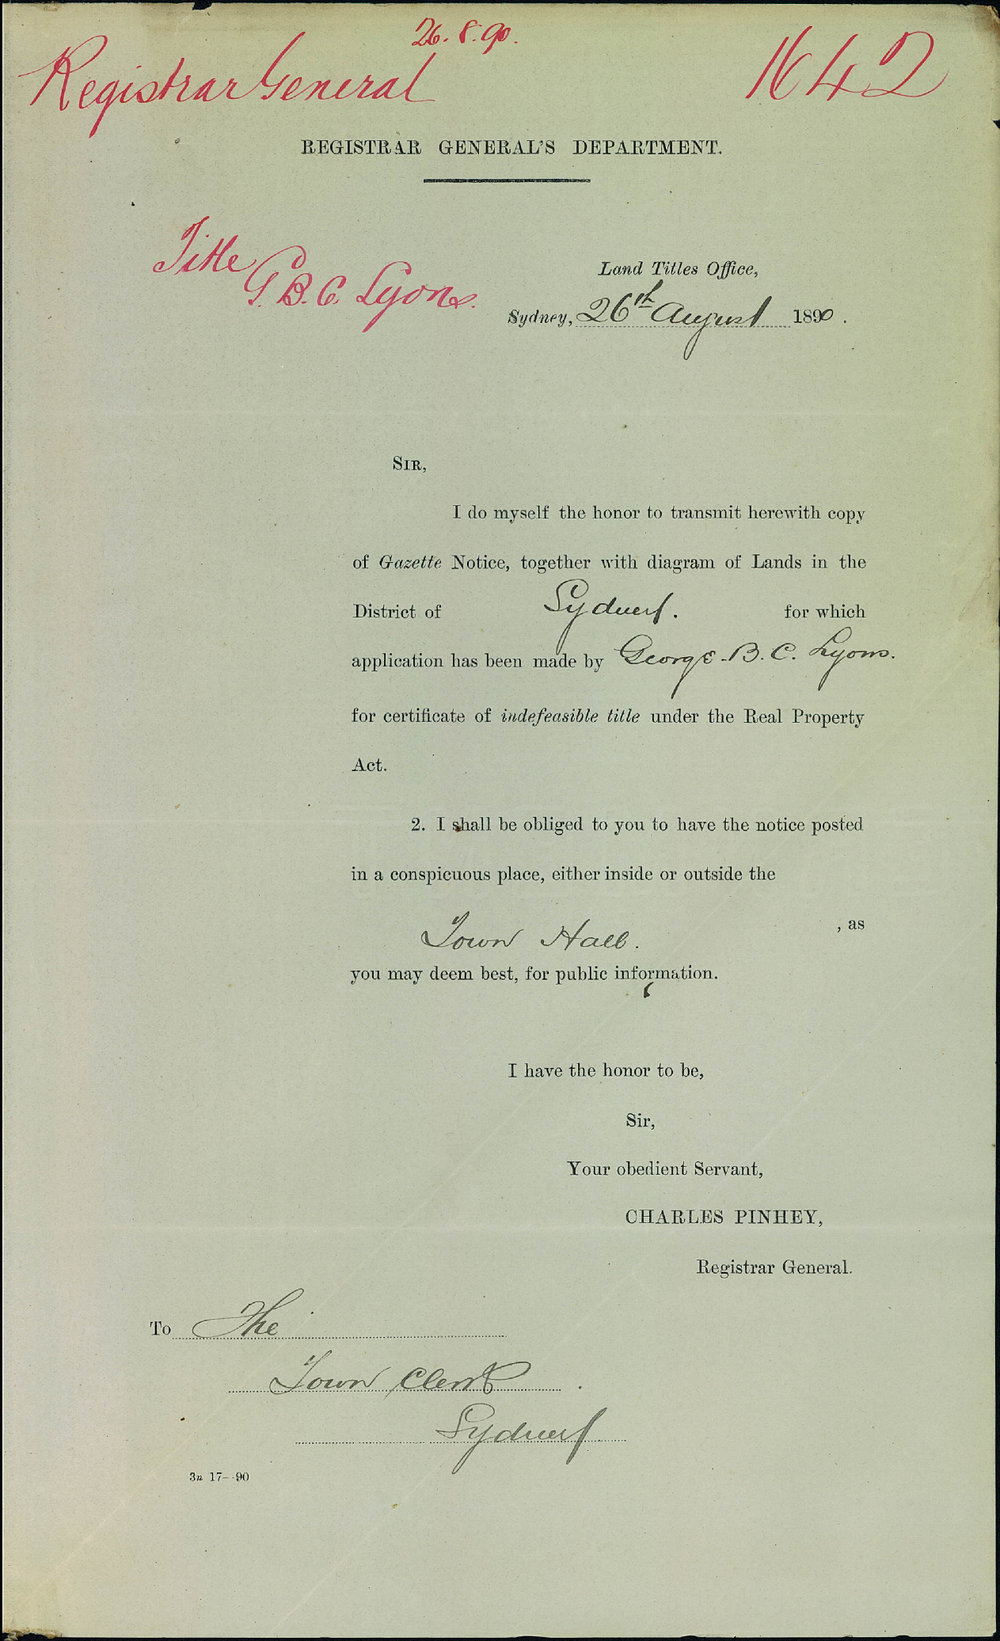 26.8.90.
Registrar General
1642
REGISTRAR GENERAL'S DEPARTMENT.
Title
G. B. C. Lyons.
Land Titles Office,
Sydney, 26th August 1890.
SIR,
I do myself the honor to transmit herewith copy
of Gazette Notice, together with diagram of Lands in the
District of Sydney. for which
application has been made by George B. C. Lyons.
for certificate of indefeasible title under the Real Property
Act.
2. I shall be obliged to you to have the notice posted
in a conspicuous place, either inside or outside the
Town Hall. , as
you may deem best, for public information.
I have the honor to be,
Sir,
Your obedient Servant,
CHARLES PINHEY,
Registrar General.
To The
Town Clerk
Sydney
3n 17--90